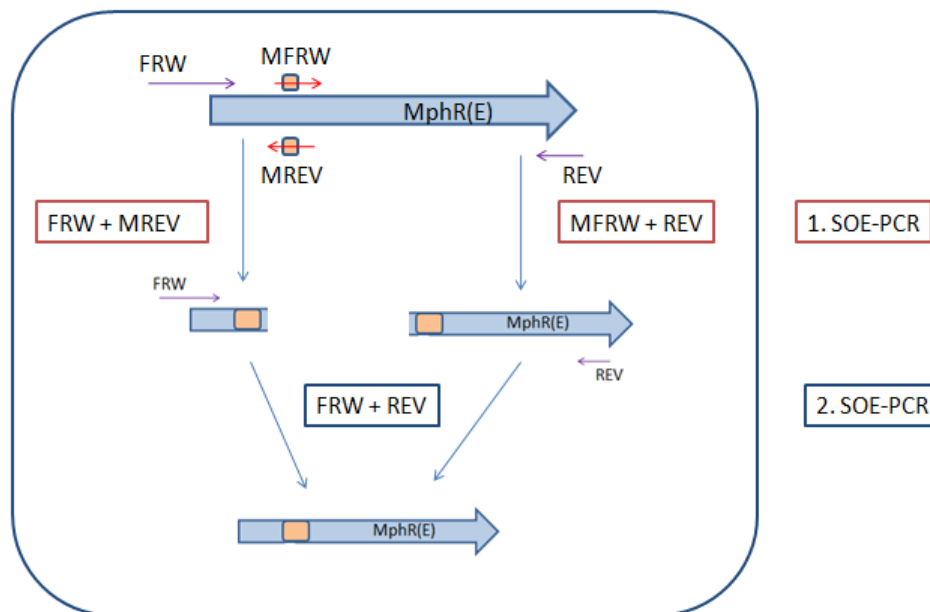 MFRW
FRW
MphR(E)
MREV
REV
FRW + MREV
MFRW + REV
1. SOE-PCR
FRW
MphR(E)
REV
FRW + REV
2. SOE-PCR
MphR(E)